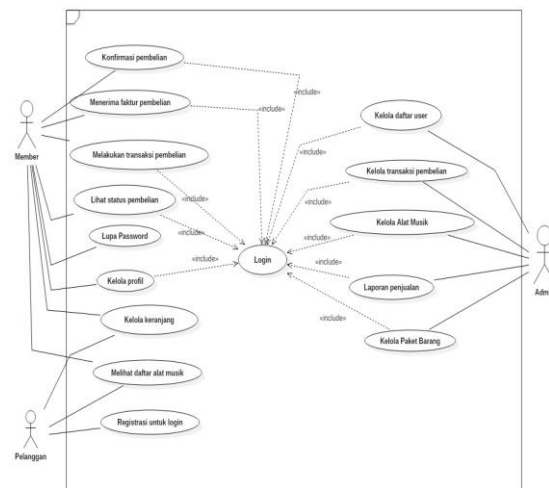 Konfirmasi pembelian
«include»
Menerima faktur pembelian
«include»
Kelola daftar user
Member
Melakukan transaksi pembelian
«include»
Kelola transaksi pembelian
«include»
Lihat status pembelian
«include»
Kelola Alat Musik
Lupa Password
«include»
«include»
Login
Kelola profil
«include»
«include»
Laporan penjualan
Admi
Kelola keranjang
«include»
Kelola Paket Barang
Melihat daftar alat musik
Registrasi untuk login
Pelanggan